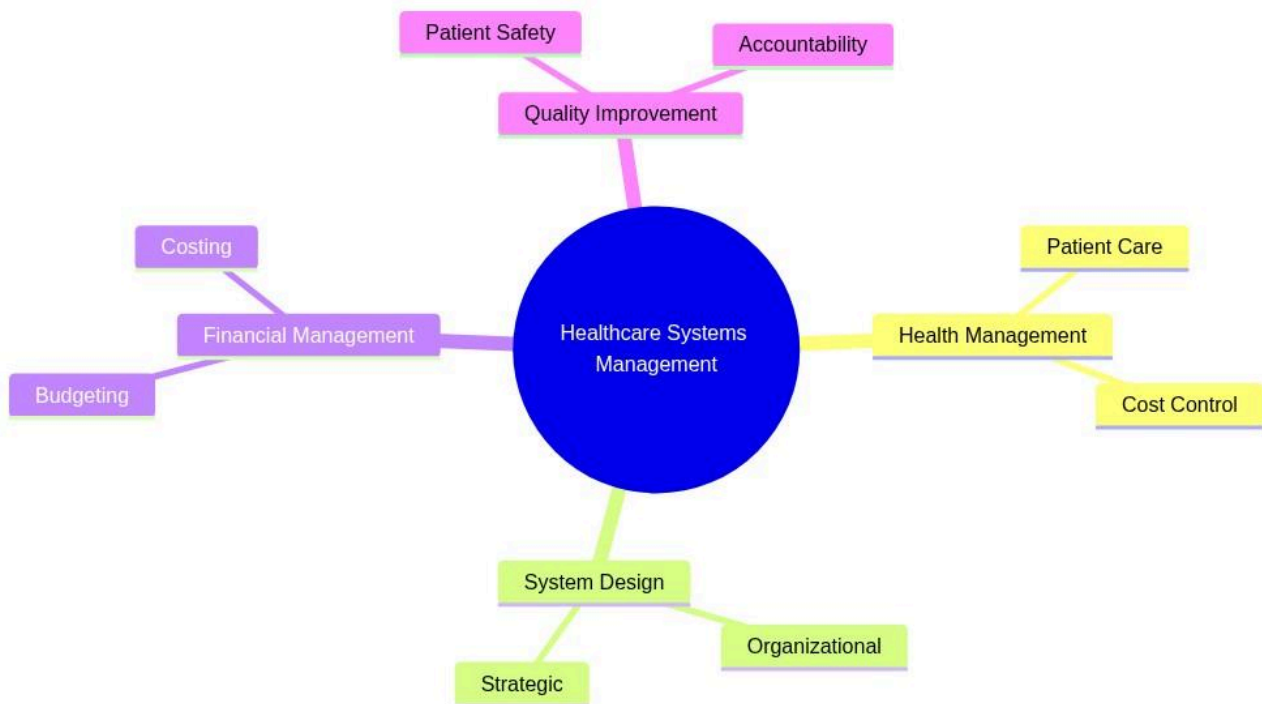 Patient Safety
Accountability
Quality Improvement
Costing
Patient Care
Financial Management
Healthcare Systems
Management
Health Management
Budgeting
Cost Control
System Design
Organizational
Strategic